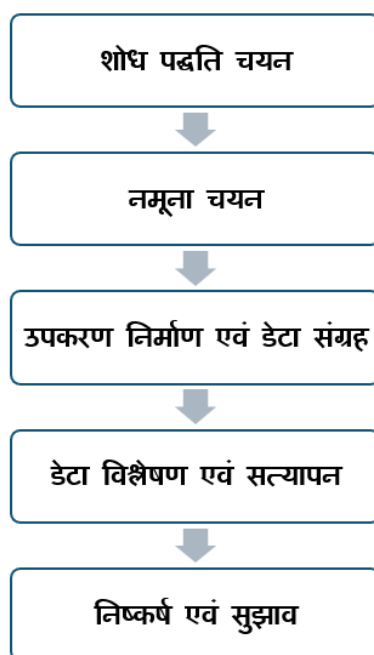 शोध पद्धति चयन
नमूना चयन
उपकरण निर्माण एवं डेटा संग्रह
डेटा विश्लेषण एवं सत्यापन
निष्कर्ष एवं सुझाव